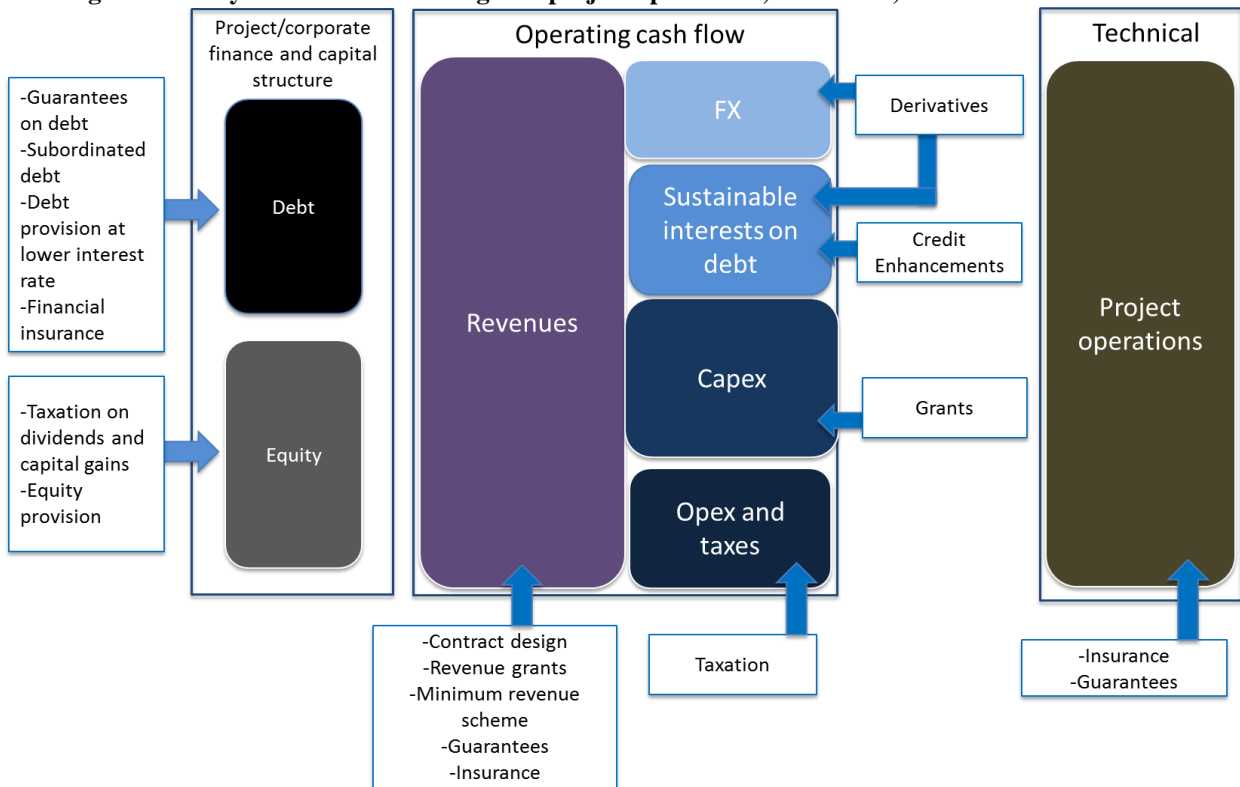 Project/corporate
finance and capital
structure
-Guarantees
on debt
-Subordinated
debt
-Debt
provision at
lower interest
rate
-Financial
insurance
Debt
-Taxation on
dividends and
capital gains
-Equity
provision
Equity
Operating cash flow
Revenues
FX
Sustainable
interests on
debt
Capex
Opex and
taxes
Derivatives
Credit
Enhancements
Grants
-Contract design
-Revenue grants
-Minimum revenue
scheme
-Guarantees
-Insurance
Taxation
Technical
Project
operations
-Insurance
-Guarantees